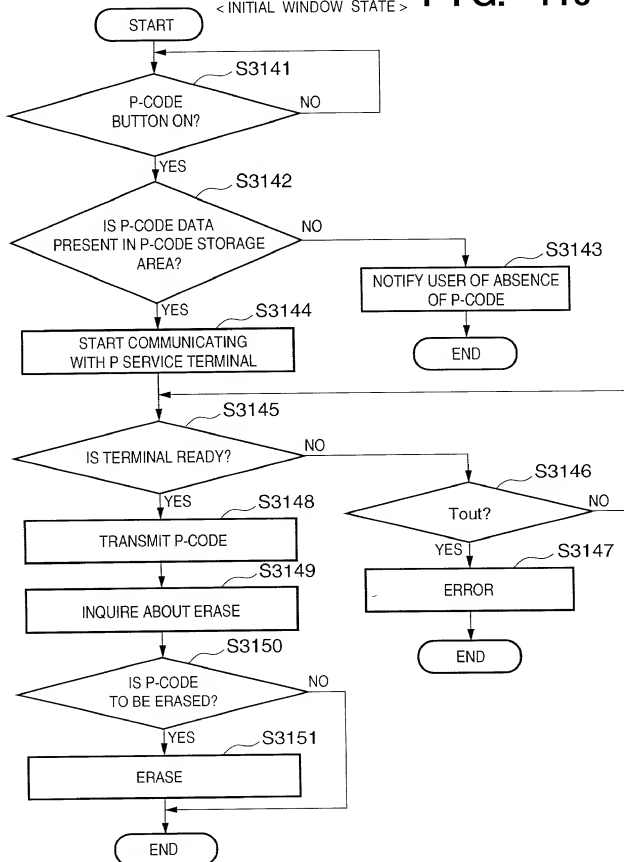 < INITIAL WINDOW STATE >
START
S3141
P-CODE
BUTTON ON?
NO
YES
S3142
IS P-CODE DATA
PRESENT IN P-CODE STORAGE
AREA?
NO
S3143
NOTIFY USER OF ABSENCE
OF P-CODE
END
YES
S3144
START COMMUNICATING
WITH P SERVICE TERMINAL
S3145
IS TERMINAL READY?
NO
S3146
Tout?
NO
YES
S3147
ERROR
END
YES
S3148
TRANSMIT P-CODE
S3149
INQUIRE ABOUT ERASE
S3150
IS P-CODE
TO BE ERASED?
NO
YES
S3151
ERASE
END